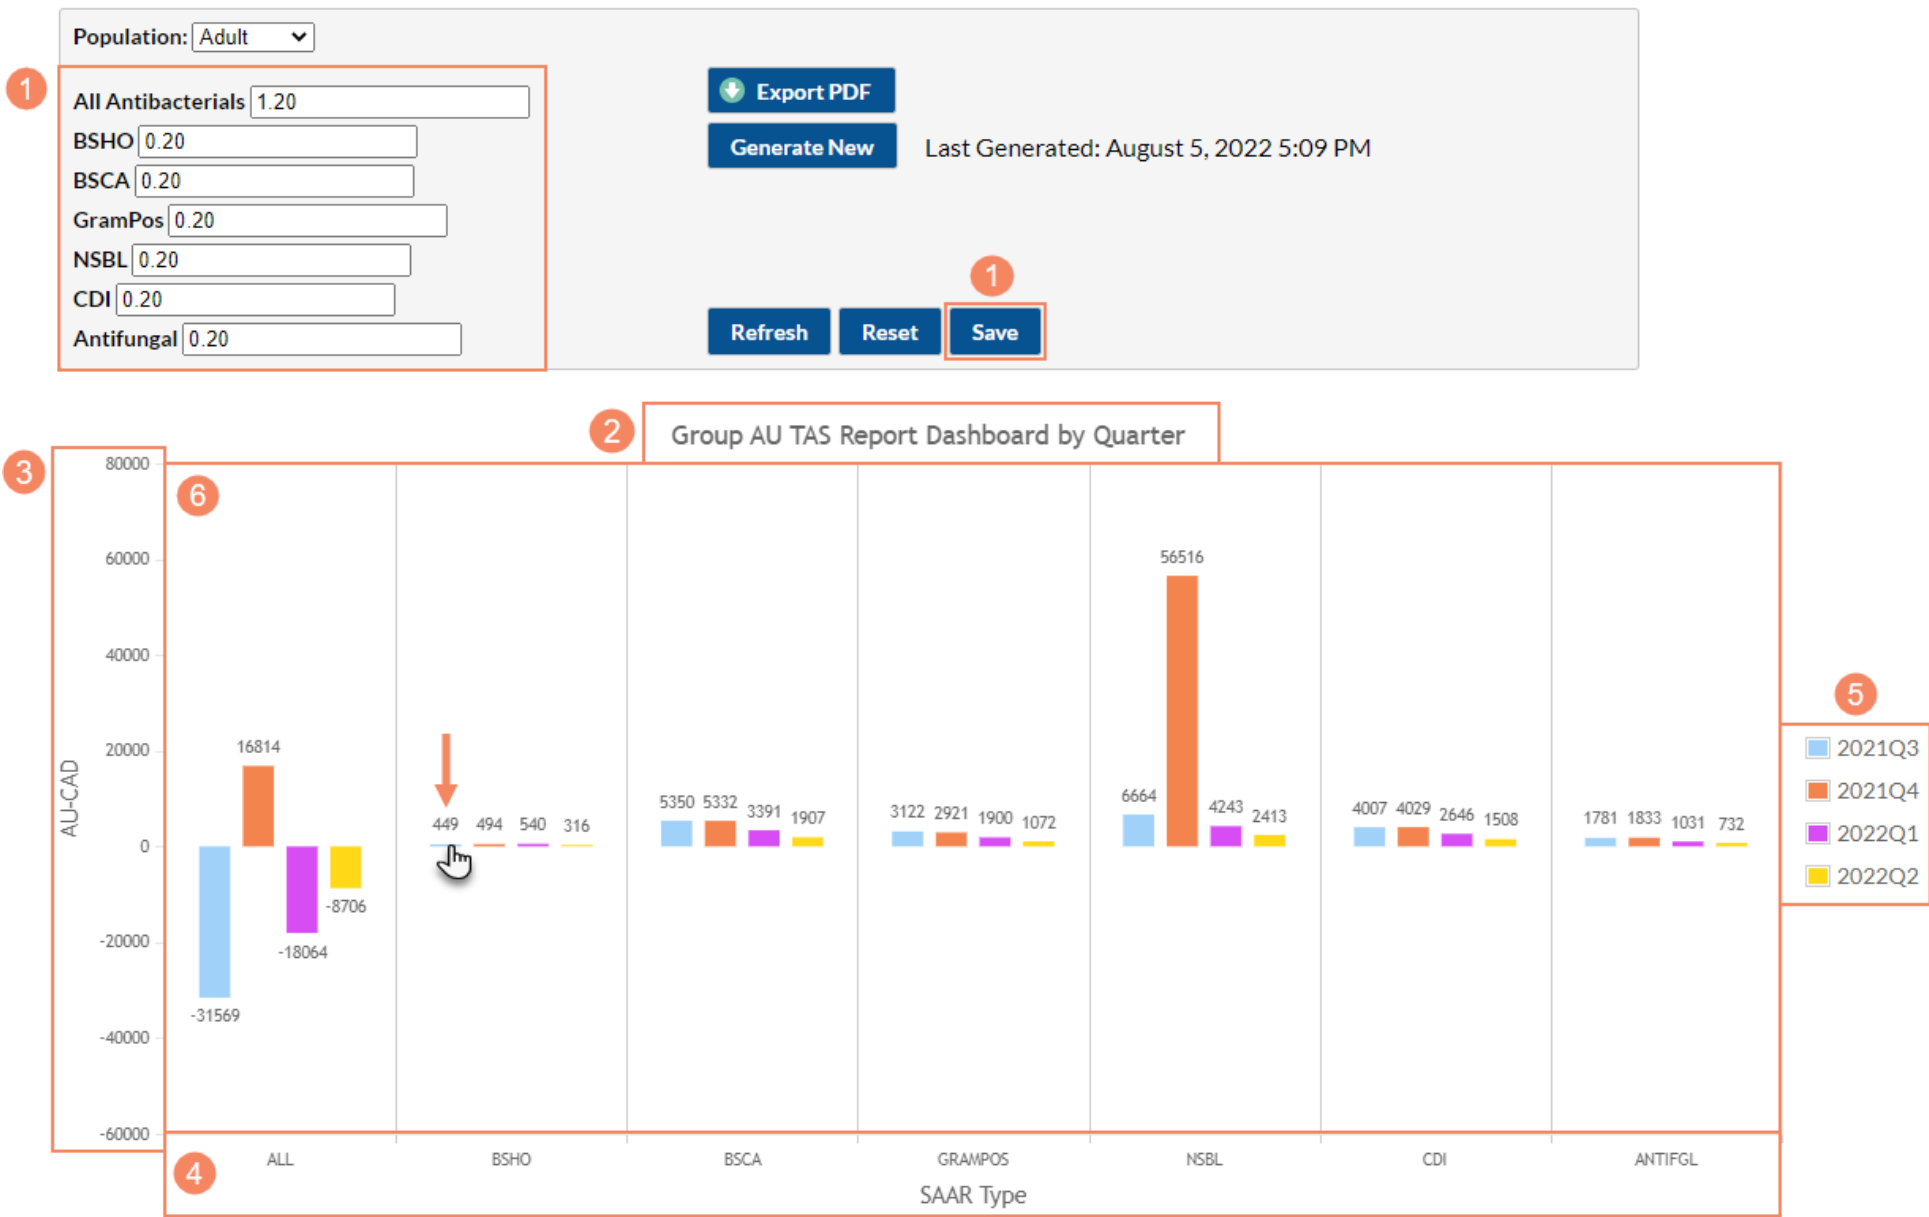 Population: Adult
1
All Antibacterials 1.20
BSHO 0.20
BSCA 0.20
GramPos 0.20
NSBL 0.20
CDI 0.20
Antifungal 0.20
Export PDF
Generate New Last Generated: August 5, 2022 5:09 PM
1
Refresh Reset Save
2 Group AU TAS Report Dashboard by Quarter
3
AU-CAD
80000
60000
40000
20000
0
-20000
-40000
-60000
6
-31569 16814 -18064 -8706
449 494 540 316
5350 5332 3391 1907
3122 2921 1900 1072
6664 56516 4243 2413
4007 4029 2646 1508
1781 1833 1031 732
5
2021Q3
2021Q4
2022Q1
2022Q2
4
ALL BSHO BSCA GRAMPOS NSBL CDI ANTIFGL
SAAR Type